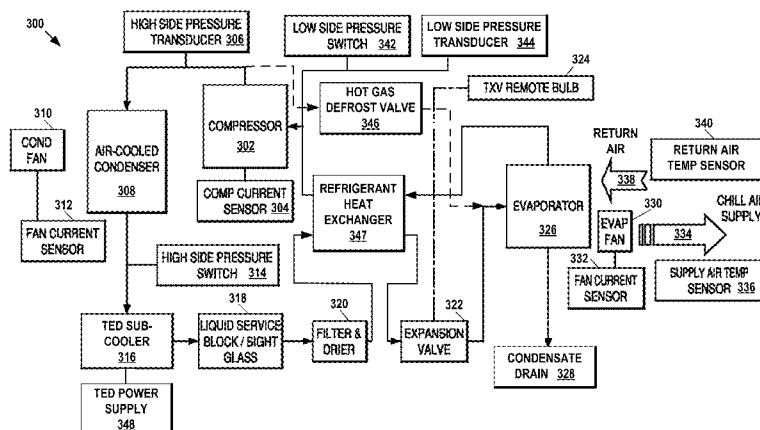 300
HIGH SIDE PRESSURE
TRANSDUCER 306
LOW SIDE PRESSURE
SWITCH 342
LOW SIDE PRESSURE
TRANSDUCER 344
324
TXV REMOTE BULB
310
COND
FAN
AIR-COOLED
CONDENSER
308
COMPRESSOR
302
HOT GAS
DEFROST VALVE
346
RETURN
AIR
340
RETURN AIR
TEMP SENSOR
338
312
FAN CURRENT
SENSOR
COMP CURRENT
SENSOR 304
REFRIGERANT
HEAT
EXCHANGER
347
EVAPORATOR
326
330
EVAP
FAN
CHILL AIR
SUPPLY
334
332
FAN CURRENT
SENSOR
SUPPLY AIR TEMP
SENSOR
336
HIGH SIDE PRESSURE
SWITCH 314
TED SUB-
COOLER
316
318
LIQUID SERVICE
BLOCK / SIGHT
GLASS
320
FILTER &
DRIER
322
EXPANSION
VALVE
CONDENSATE
DRAIN 328
TED POWER
SUPPLY
348